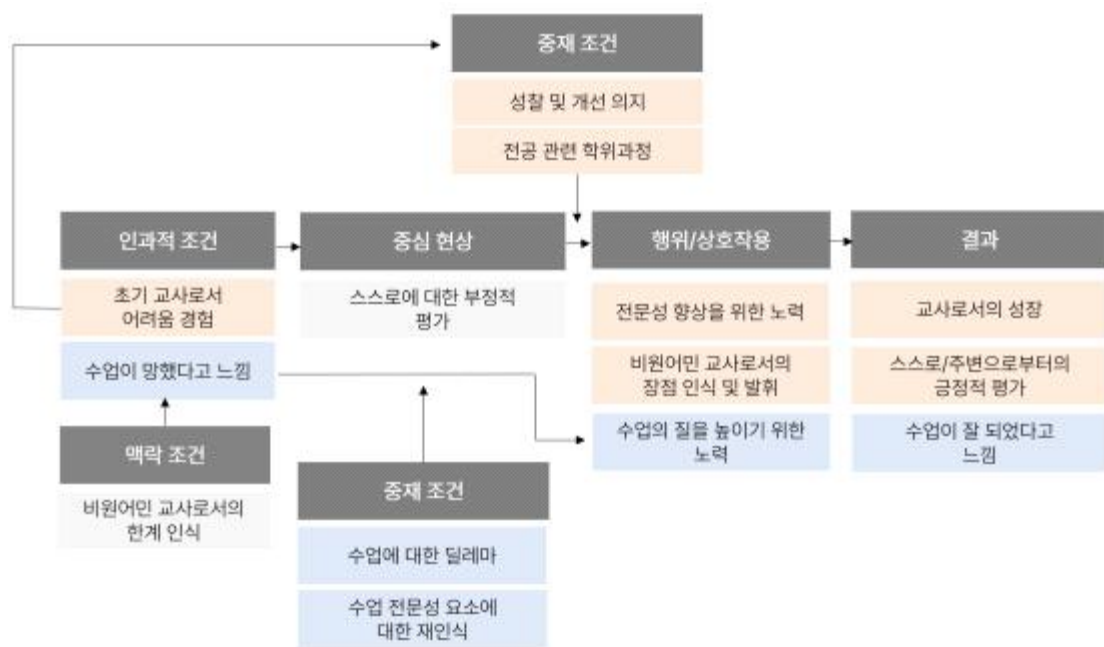 중재 조건
성찰 및 개선 의지
전공 관련 학위과정
인과적 조건
초기 교사로서
어려움 경험
수업이 망했다고 느낌
맥락 조건
비원어민 교사로서의
한계 인식
중심 현상
스스로에 대한 부정적
평가
중재 조건
수업에 대한 딜레마
수업 전문성 요소에
대한 재인식
행위/상호작용
전문성 향상을 위한 노력
비원어민 교사로서의
장점 인식 및 발휘
수업의 질을 높이기 위한
노력
결과
교사로서의 성장
스스로/주변으로부터의
긍정적 평가
수업이 잘 되었다고
느낌